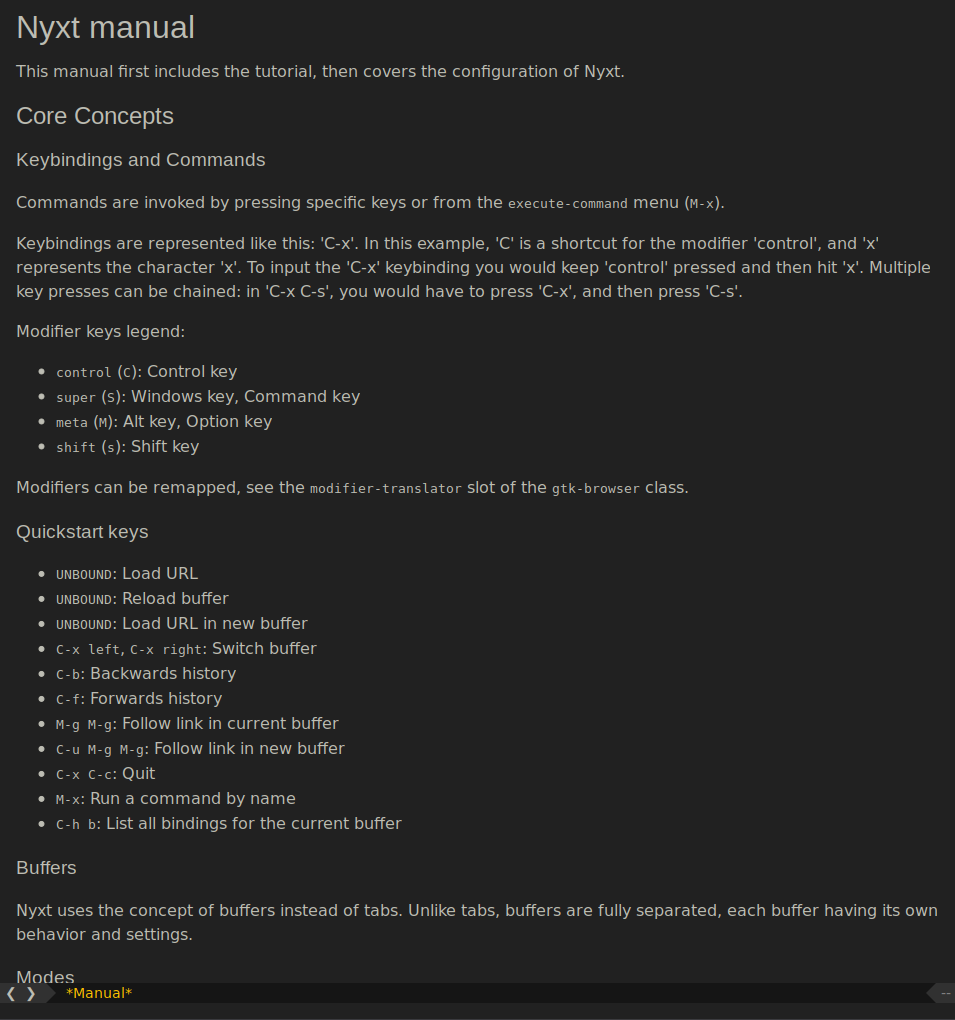 Nyxt manual
This manual first includes the tutorial, then covers the configuration of Nyxt.
Core Concepts
Keybindings and Commands
Commands are invoked by pressing specific keys or from the execute-command menu (M-x).
Keybindings are represented like this: 'C-x'. In this example, 'C' is a shortcut for the modifier 'control', and 'x'
represents the character 'x'. To input the 'C-x' keybinding you would keep 'control' pressed and then hit 'x'. Multiple
key presses can be chained: in 'C-x C-s', you would have to press 'C-x', and then press 'C-s'.
Modifier keys legend:
• control (C): Control key
• super (S): Windows key, Command key
• meta (M): Alt key, Option key
• shift (s): Shift key
Modifiers can be remapped, see the modifier-translator slot of the gtk-browser class.
Quickstart keys
• UNBOUND: Load URL
• UNBOUND: Reload buffer
• UNBOUND: Load URL in new buffer
• C-x left, C-x right: Switch buffer
• C-b: Backwards history
• C-f: Forwards history
• M-g M-g: Follow link in current buffer
• C-u M-g M-g: Follow link in new buffer
• C-x C-c: Quit
• M-x: Run a command by name
• C-h b: List all bindings for the current buffer
Buffers
Nyxt uses the concept of buffers instead of tabs. Unlike tabs, buffers are fully separated, each buffer having its own
behavior and settings.
Modes
❮ ❯ *Manual* --